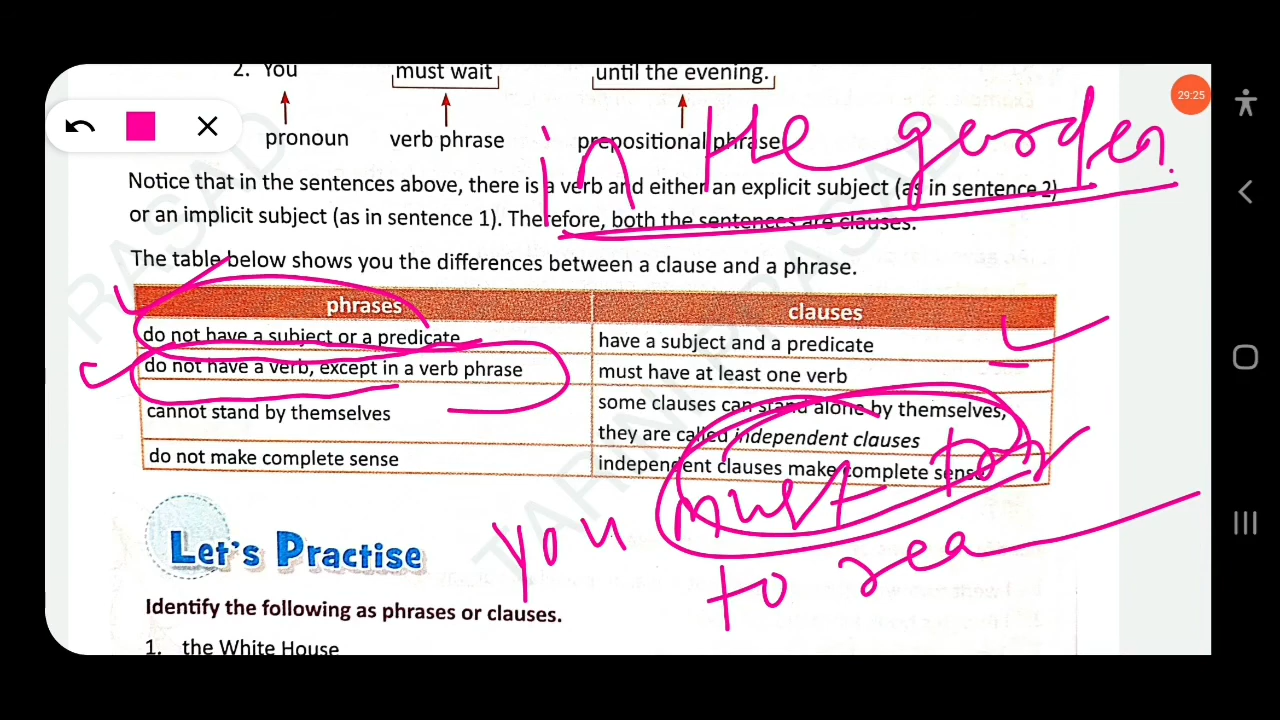 2. You must wait until the evening.
29:25
pronoun verb phrase prepositional phrase
in the garden.
Notice that in the sentences above, there is a verb and either an explicit subject (as in sentence 2)
or an implicit subject (as in sentence 1). Therefore, both the sentences are clauses.
The table below shows you the differences between a clause and a phrase.
phrases clauses
do not have a subject or a predicate have a subject and a predicate
do not have a verb, except in a verb phrase must have at least one verb
cannot stand by themselves some clauses can stand alone by themselves,
they are called independent clauses
do not make complete sense independent clauses make complete sense
you must
to rea
Let's Practise
Identify the following as phrases or clauses.
1. the White House
RASAD
TARNI PRASAD